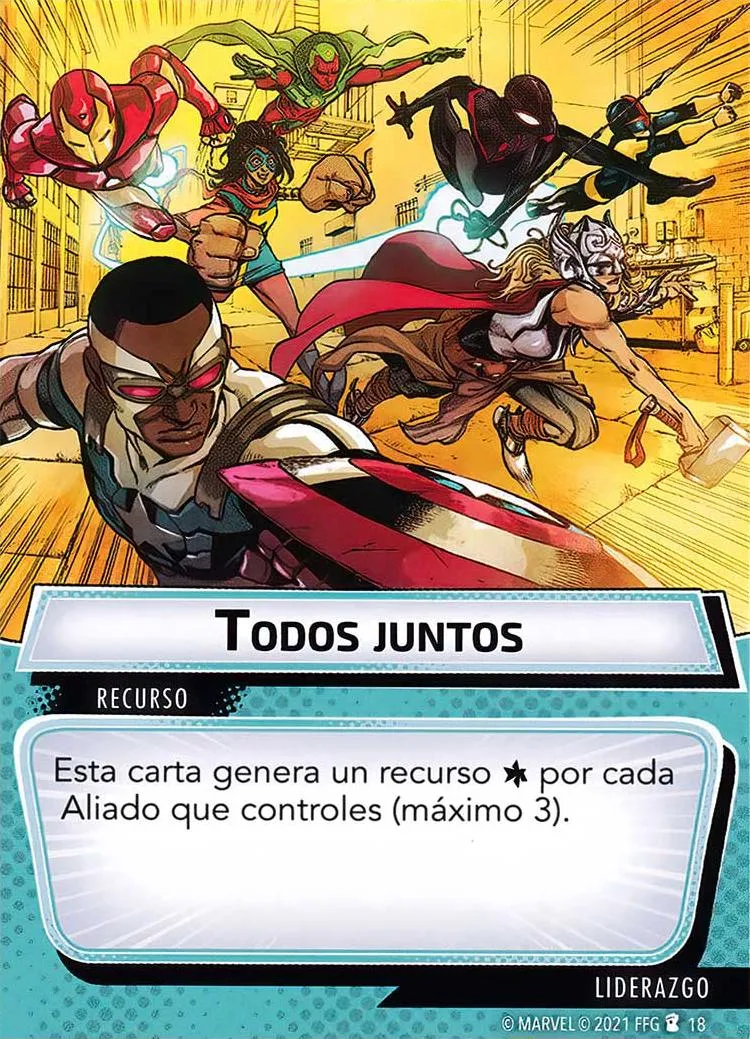 TODOS JUNTOS
RECURSO
Esta carta genera un recurso ★ por cada
Aliado que controles (máximo 3).
LIDERAZGO
© MARVEL © 2021 FFG 18